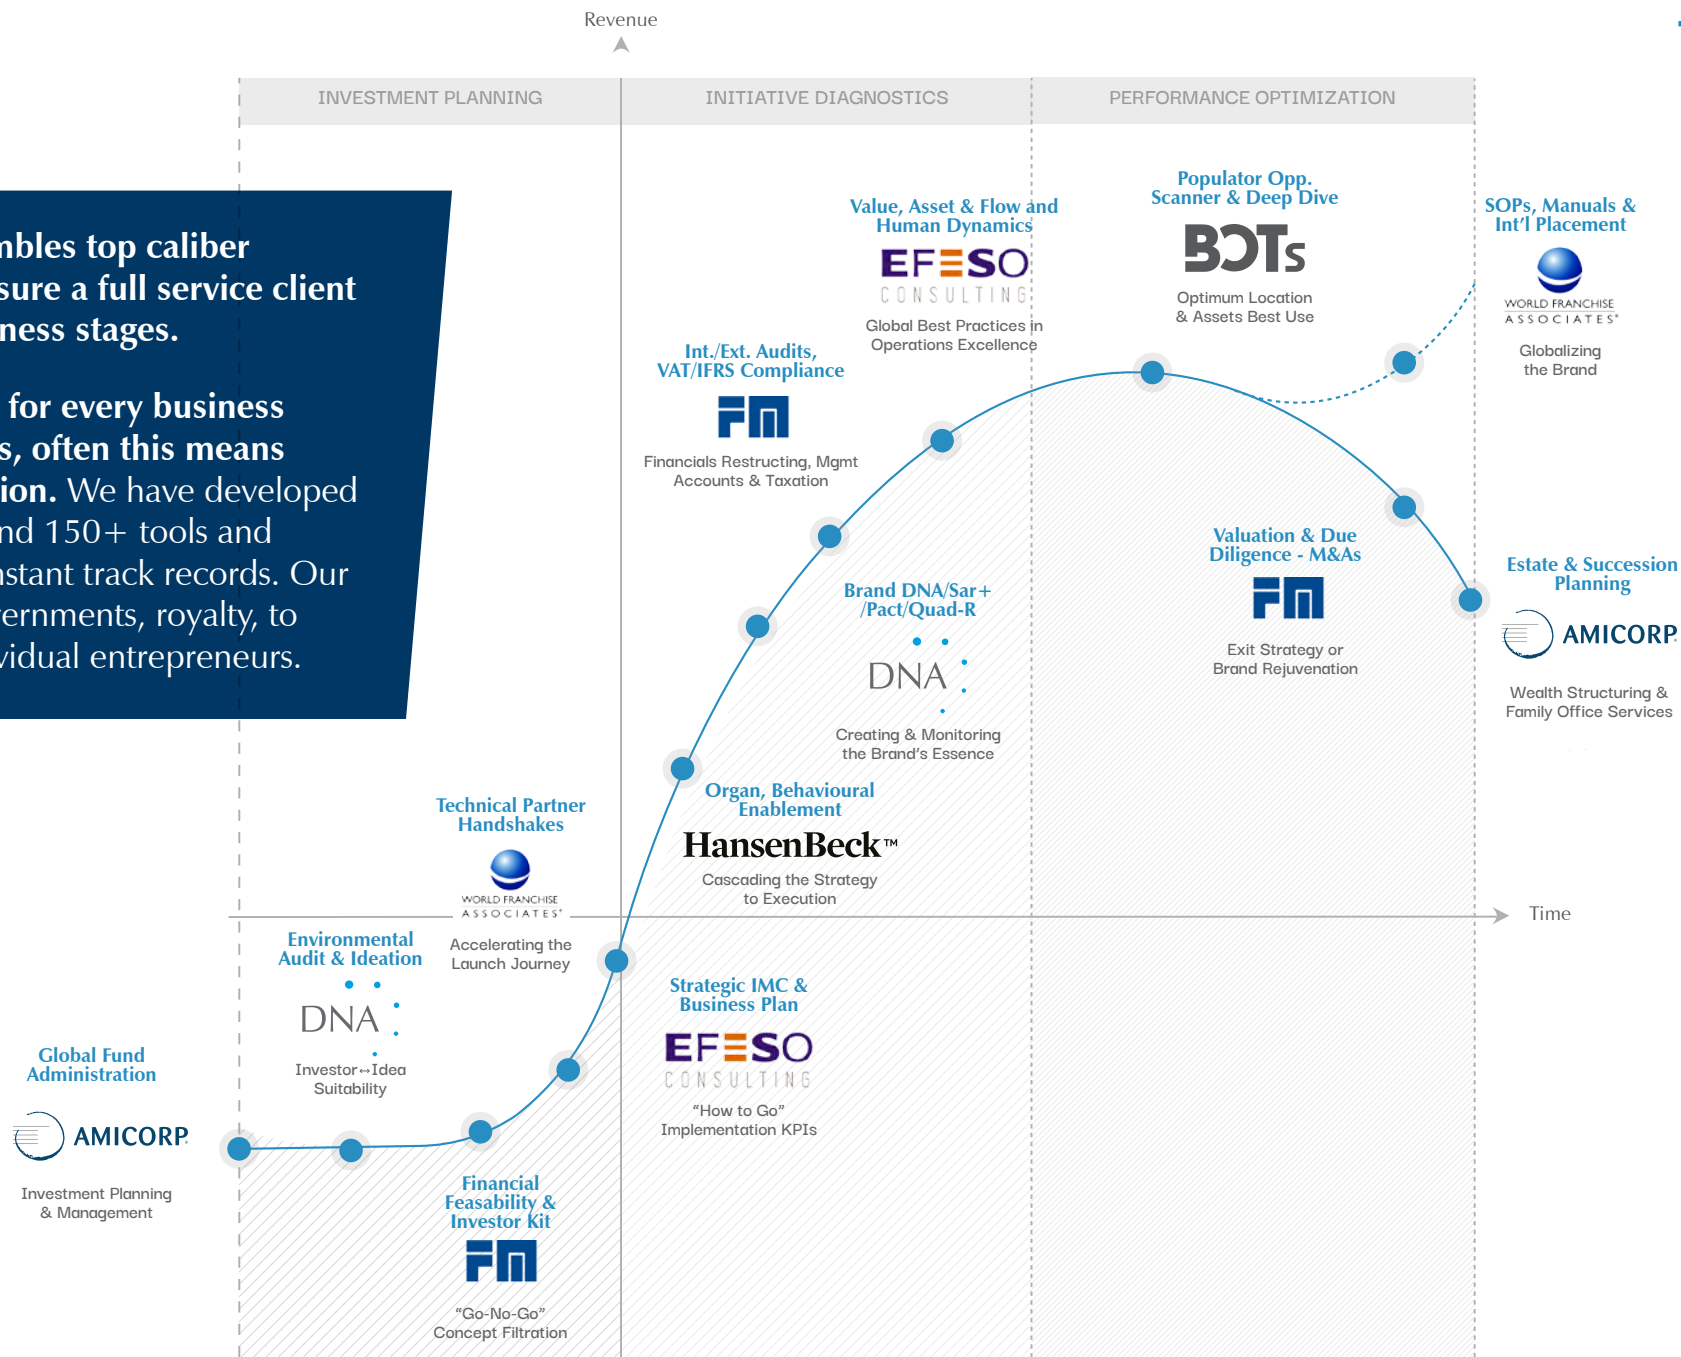 Revenue
INVESTMENT PLANNING
INITIATIVE DIAGNOSTICS
PERFORMANCE OPTIMIZATION
mbles top caliber
sure a full service client
ness stages.
for every business
s, often this means
ion. We have developed
nd 150+ tools and
nstant track records. Our
vernments, royalty, to
vidual entrepreneurs.
Global Fund
Administration
AMICORP
Investment Planning
& Management
Environmental
Audit & Ideation
DNA
Investor↔Idea
Suitability
Financial
Feasability &
Investor Kit
FM
“Go-No-Go”
Concept Filtration
Technical Partner
Handshakes
WORLD FRANCHISE
ASSOCIATES®
Accelerating the
Launch Journey
Strategic IMC &
Business Plan
EFESO
CONSULTING
“How to Go”
Implementation KPIs
Organ, Behavioural
Enablement
HansenBeck™
Cascading the Strategy
to Execution
Int./Ext. Audits,
VAT/IFRS Compliance
FM
Financials Restructing, Mgmt
Accounts & Taxation
Brand DNA/Sar+
/Pact/Quad-R
DNA
Creating & Monitoring
the Brand’s Essence
Value, Asset & Flow and
Human Dynamics
EFESO
CONSULTING
Global Best Practices in
Operations Excellence
Populator Opp.
Scanner & Deep Dive
BOTs
Optimum Location
& Assets Best Use
Valuation & Due
Diligence - M&As
FM
Exit Strategy or
Brand Rejuvenation
SOPs, Manuals &
Int’l Placement
WORLD FRANCHISE
ASSOCIATES®
Globalizing
the Brand
Estate & Succession
Planning
AMICORP
Wealth Structuring &
Family Office Services
Time